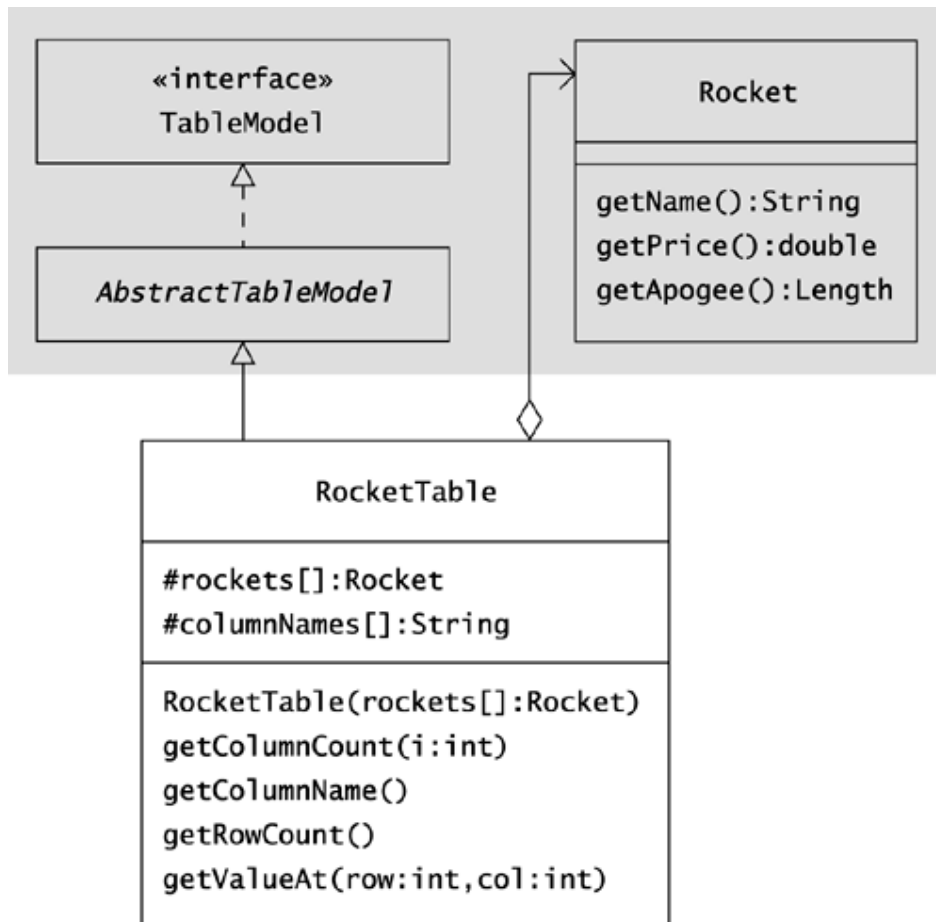 «interface»
TableModel
AbstractTableModel
Rocket
getName():String
getPrice():double
getApogee():Length
RocketTable
#rockets[]:Rocket
#columnNames[]:String
RocketTable(rockets[]:Rocket)
getColumnCount(i:int)
getColumnName()
getRowCount()
getValueAt(row:int,col:int)